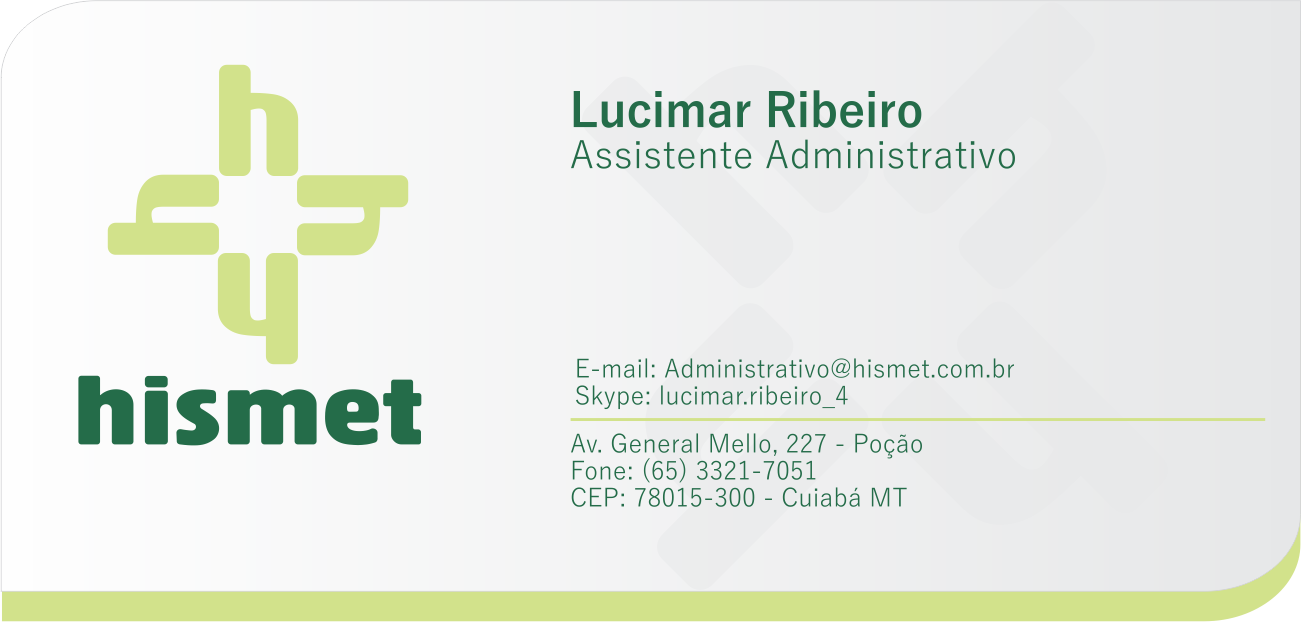 hismet
Lucimar Ribeiro
Assistente Administrativo
E-mail: Administrativo@hismet.com.br
Skype: lucimar.ribeiro_4
Av. General Mello, 227 - Poção
Fone: (65) 3321-7051
CEP: 78015-300 - Cuiabá MT